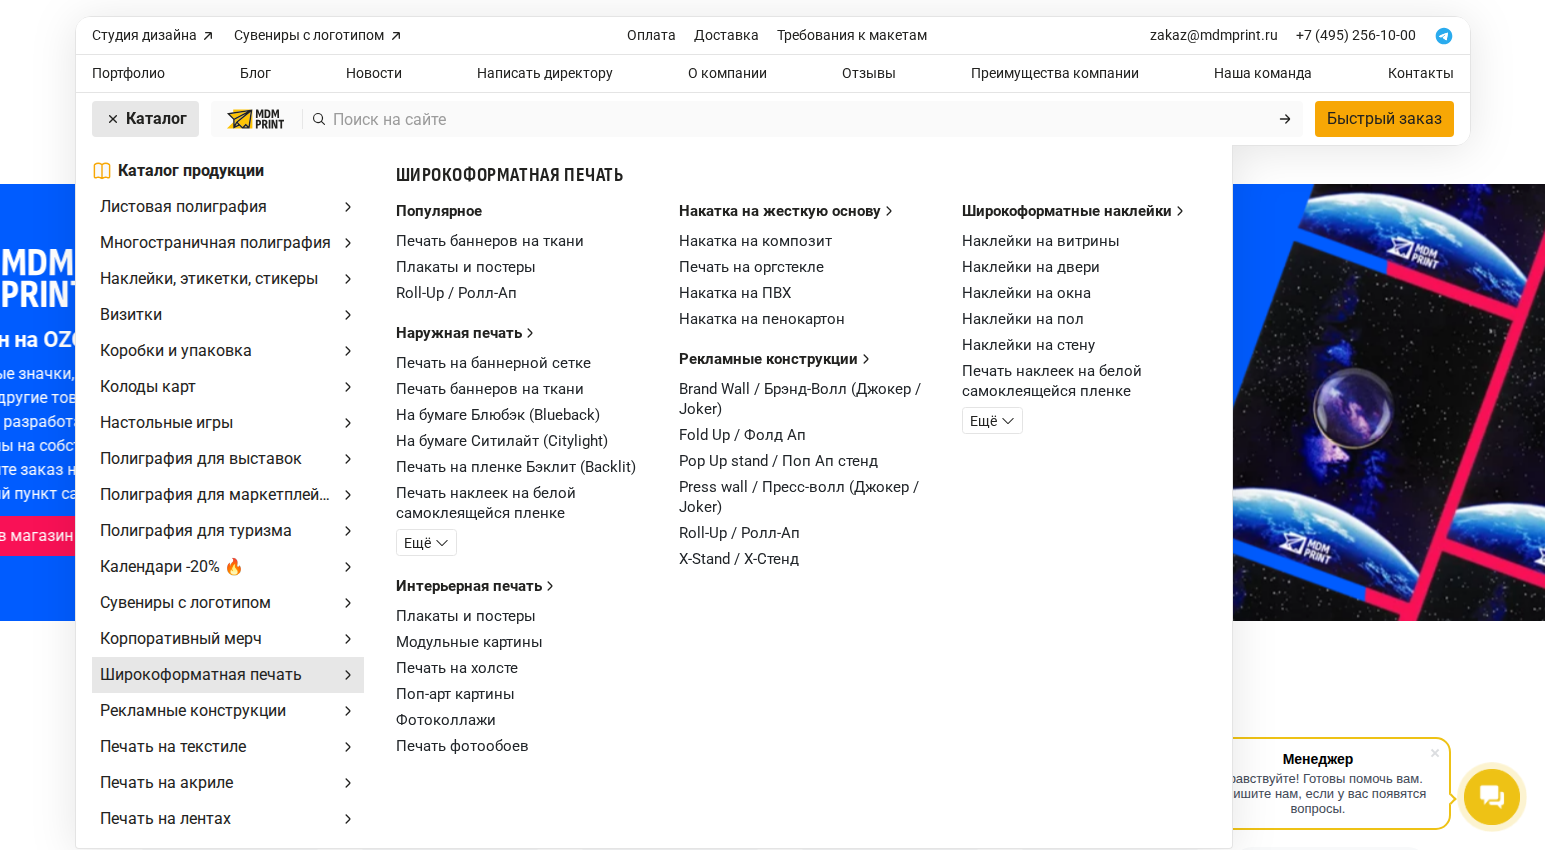 Студия дизайна
Сувениры с логотипом
Оплата
Доставка
Требования к макетам
zakaz@mdmprint.ru
+7 (495) 256-10-00
Портфолио
Блог
Новости
Написать директору
О компании
Отзывы
Преимущества компании
Наша команда
Контакты
Каталог
MDM
PRINT
Поиск на сайте
Быстрый заказ
Каталог продукции
Листовая полиграфия
Многостраничная полиграфия
Наклейки, этикетки, стикеры
Визитки
Коробки и упаковка
Колоды карт
Настольные игры
Полиграфия для выставок
Полиграфия для маркетплей...
Полиграфия для туризма
Календари -20% 🔥
Сувениры с логотипом
Корпоративный мерч
Широкоформатная печать
Рекламные конструкции
Печать на текстиле
Печать на акриле
Печать на лентах
ШИРОКОФОРМАТНАЯ ПЕЧАТЬ
Популярное
Печать баннеров на ткани
Плакаты и постеры
Roll-Up / Ролл-Ап
Наружная печать
Печать на баннерной сетке
Печать баннеров на ткани
На бумаге Блюбэк (Blueback)
На бумаге Ситилайт (Citylight)
Печать на пленке Бэклит (Backlit)
Печать наклеек на белой
самоклеящейся пленке
Ещё
Интерьерная печать
Плакаты и постеры
Модульные картины
Печать на холсте
Поп-арт картины
Фотоколлажи
Печать фотообоев
Накатка на жесткую основу
Накатка на композит
Печать на оргстекле
Накатка на ПВХ
Накатка на пенокартон
Рекламные конструкции
Brand Wall / Брэнд-Волл (Джокер /
Joker)
Fold Up / Фолд Ап
Pop Up stand / Поп Ап стенд
Press wall / Пресс-волл (Джокер /
Joker)
Roll-Up / Ролл-Ап
X-Stand / Х-Стенд
Широкоформатные наклейки
Наклейки на витрины
Наклейки на двери
Наклейки на окна
Наклейки на пол
Наклейки на стену
Печать наклеек на белой
самоклеящейся пленке
Ещё
MDM
PRINT
н на OZ
ые значки,
другие тов
разработа
ны на собст
те заказ н
й пункт са
в магазин
MDM
PRINT
MDM
PRINT
Менеджер
равствуйте! Готовы помочь вам.
ишите нам, если у вас появятся
вопросы.